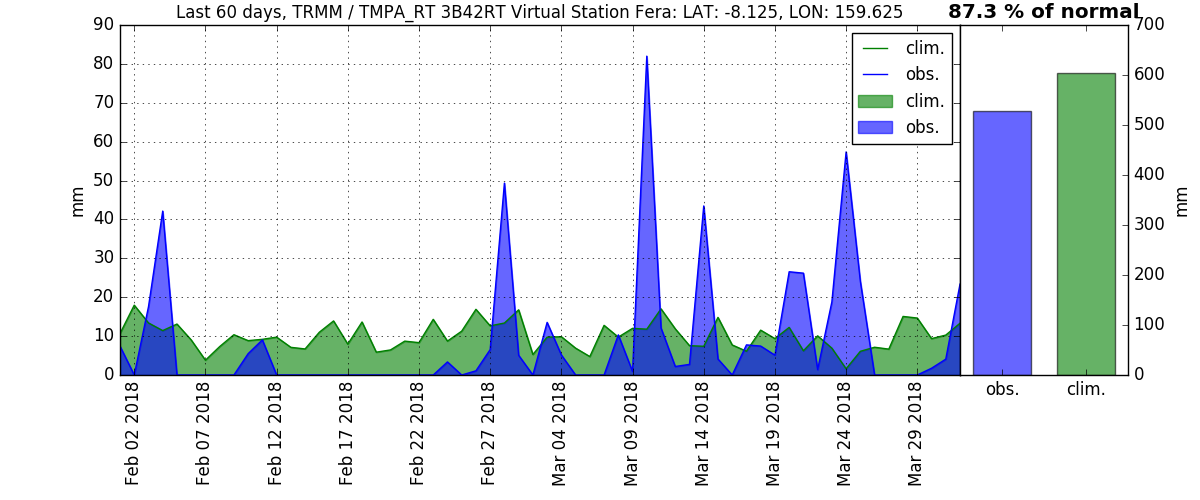 Last 60 days, TRMM / TMPA_RT 3B42RT Virtual Station Fera: LAT: -8.125, LON: 159.625
87.3 % of normal
90
80
70
60
50
40
30
20
10
0
mm
clim.
obs.
clim.
obs.
Feb 02 2018
Feb 07 2018
Feb 12 2018
Feb 17 2018
Feb 22 2018
Feb 27 2018
Mar 04 2018
Mar 09 2018
Mar 14 2018
Mar 19 2018
Mar 24 2018
Mar 29 2018
700
600
500
400
300
200
100
0
mm
obs.
clim.